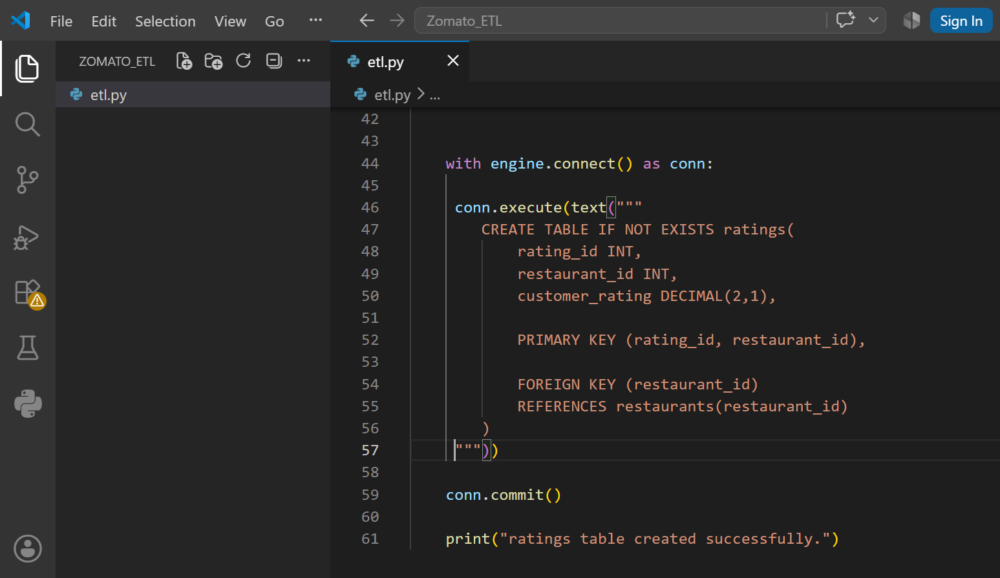 File Edit Selection View Go ···
Zomato_ETL
Sign In
ZOMATO_ETL
etl.py
etl.py
etl.py > ...
42
43
44 with engine.connect() as conn:
45
46 conn.execute(text("""
47 CREATE TABLE IF NOT EXISTS ratings(
48 rating_id INT,
49 restaurant_id INT,
50 customer_rating DECIMAL(2,1),
51
52 PRIMARY KEY (rating_id, restaurant_id),
53
54 FOREIGN KEY (restaurant_id)
55 REFERENCES restaurants(restaurant_id)
56 )
57 """))
58
59 conn.commit()
60
61 print("ratings table created successfully.")